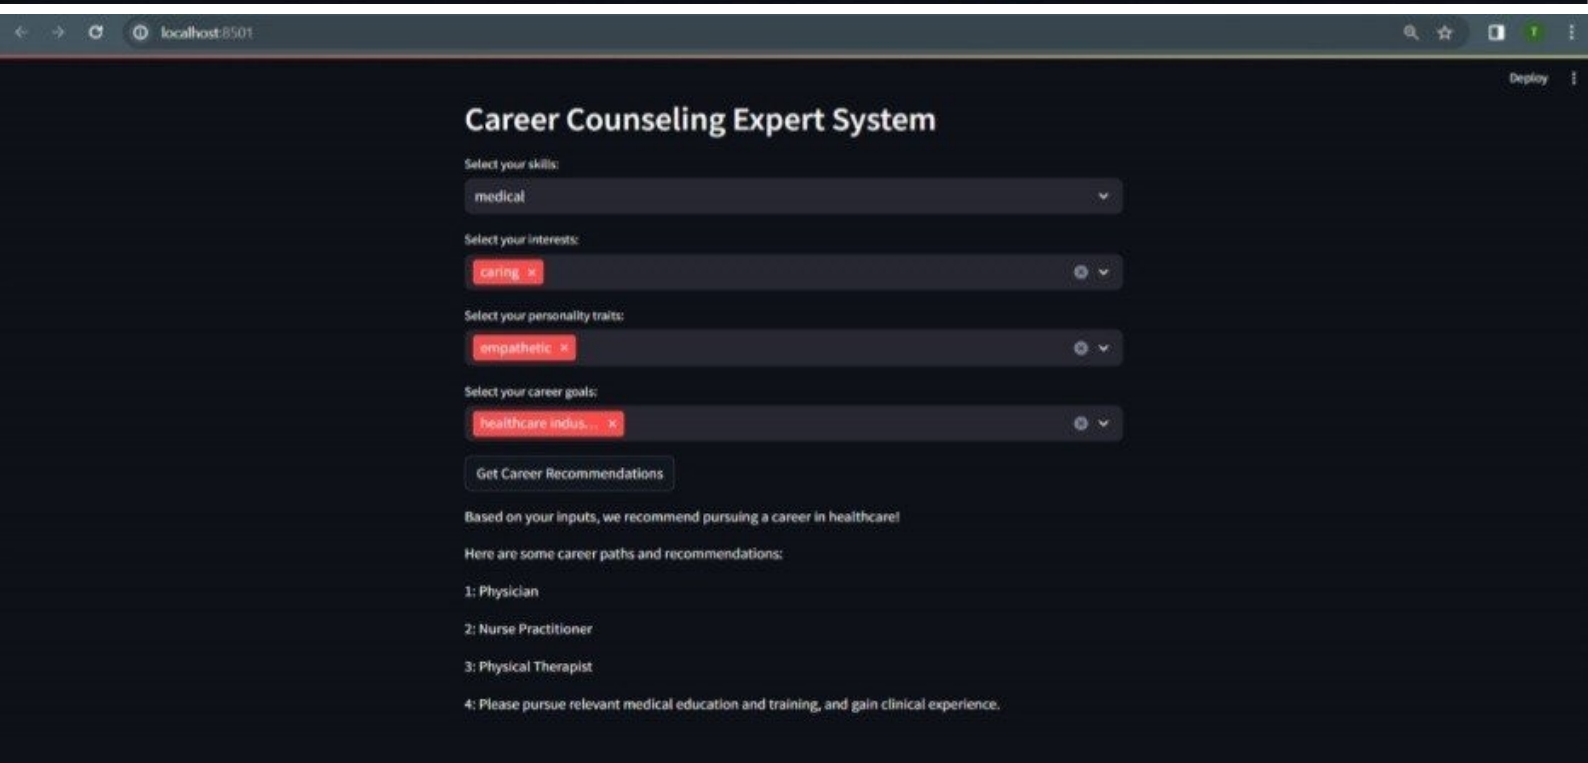 localhost:8501
T
Deploy
Career Counseling Expert System
Select your skills:
medical
Select your interests:
caring ×
Select your personality traits:
empathetic ×
Select your career goals:
healthcare indus... ×
Get Career Recommendations
Based on your inputs, we recommend pursuing a career in healthcare!
Here are some career paths and recommendations:
1: Physician
2: Nurse Practitioner
3: Physical Therapist
4: Please pursue relevant medical education and training, and gain clinical experience.